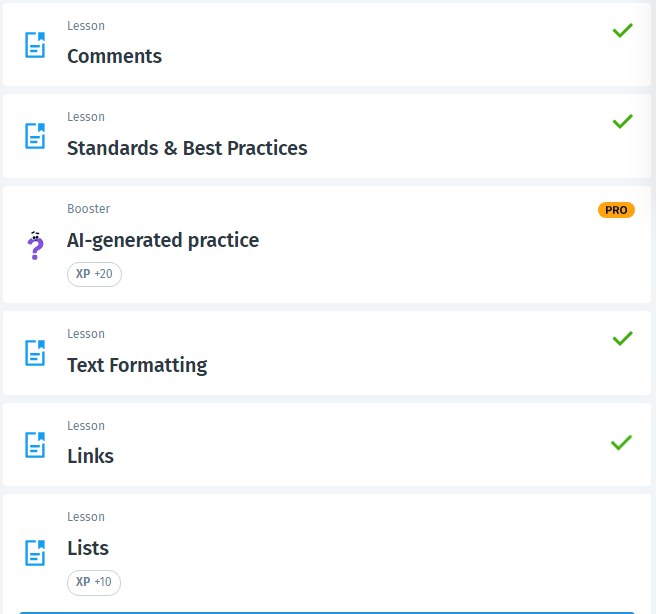 Lesson
Comments
Lesson
Standards & Best Practices
Booster
PRO
AI-generated practice
XP +20
Lesson
Text Formatting
Lesson
Links
Lesson
Lists
XP +10